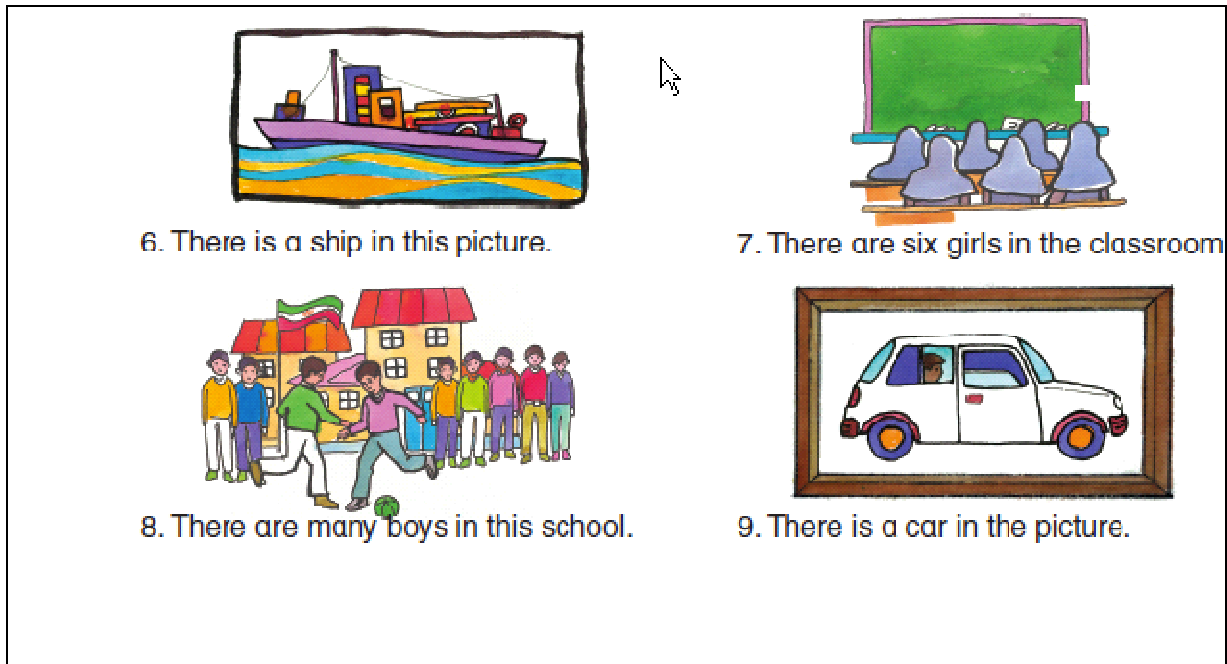 6. There is a ship in this picture.
7. There are six girls in the classroom
8. There are many boys in this school.
9. There is a car in the picture.